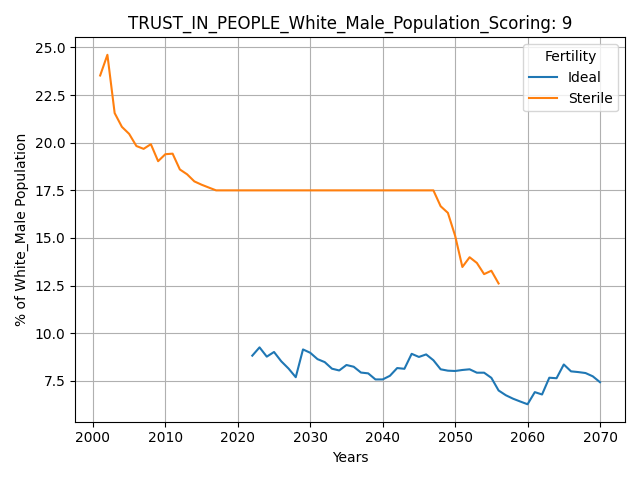 TRUST_IN_PEOPLE_White_Male_Population_Scoring: 9
Fertility
Ideal
Sterile
% of White_Male Population
25.0
22.5
20.0
17.5
15.0
12.5
10.0
7.5
2000 2010 2020 2030 2040 2050 2060 2070
Years